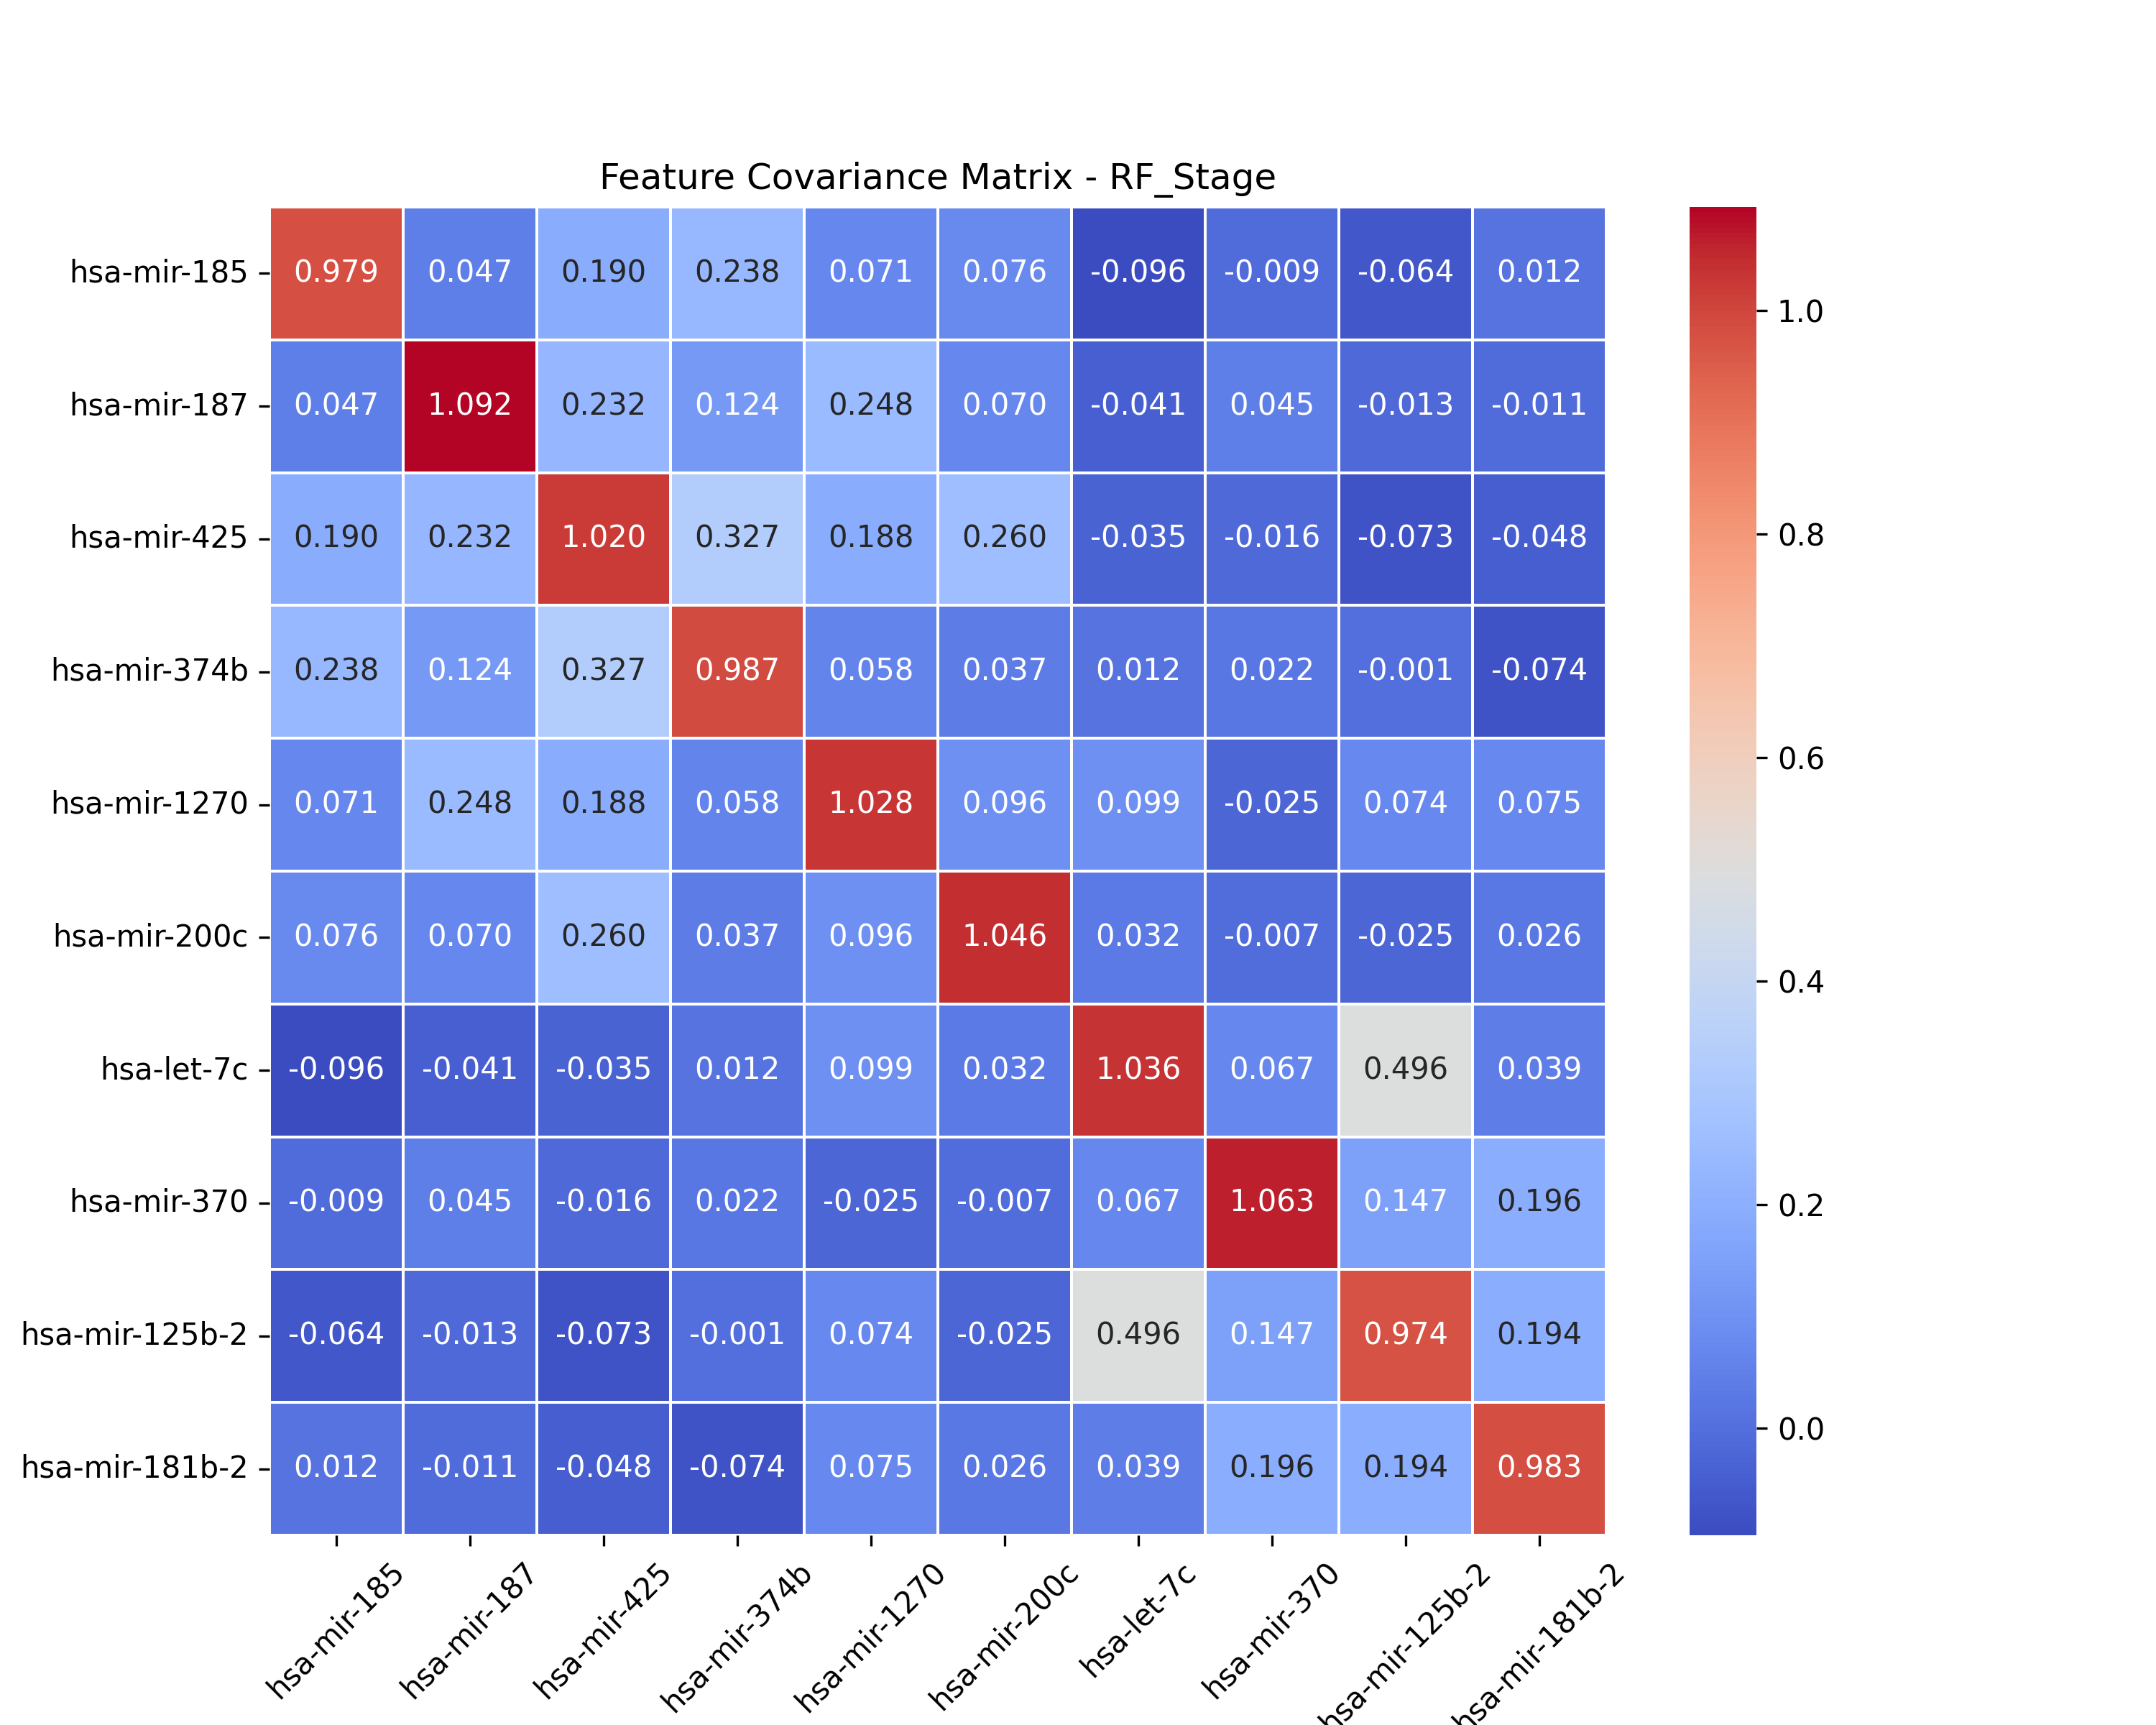 Feature Covariance Matrix - RF_Stage
hsa-mir-185 0.979 0.047 0.190 0.238 0.071 0.076 -0.096 -0.009 -0.064 0.012
hsa-mir-187 0.047 1.092 0.232 0.124 0.248 0.070 -0.041 0.045 -0.013 -0.011
hsa-mir-425 0.190 0.232 1.020 0.327 0.188 0.260 -0.035 -0.016 -0.073 -0.048
hsa-mir-374b 0.238 0.124 0.327 0.987 0.058 0.037 0.012 0.022 -0.001 -0.074
hsa-mir-1270 0.071 0.248 0.188 0.058 1.028 0.096 0.099 -0.025 0.074 0.075
hsa-mir-200c 0.076 0.070 0.260 0.037 0.096 1.046 0.032 -0.007 -0.025 0.026
hsa-let-7c -0.096 -0.041 -0.035 0.012 0.099 0.032 1.036 0.067 0.496 0.039
hsa-mir-370 -0.009 0.045 -0.016 0.022 -0.025 -0.007 0.067 1.063 0.147 0.196
hsa-mir-125b-2 -0.064 -0.013 -0.073 -0.001 0.074 -0.025 0.496 0.147 0.974 0.194
hsa-mir-181b-2 0.012 -0.011 -0.048 -0.074 0.075 0.026 0.039 0.196 0.194 0.983
hsa-mir-185
hsa-mir-187
hsa-mir-425
hsa-mir-374b
hsa-mir-1270
hsa-mir-200c
hsa-let-7c
hsa-mir-370
hsa-mir-125b-2
hsa-mir-181b-2
1.0
0.8
0.6
0.4
0.2
0.0